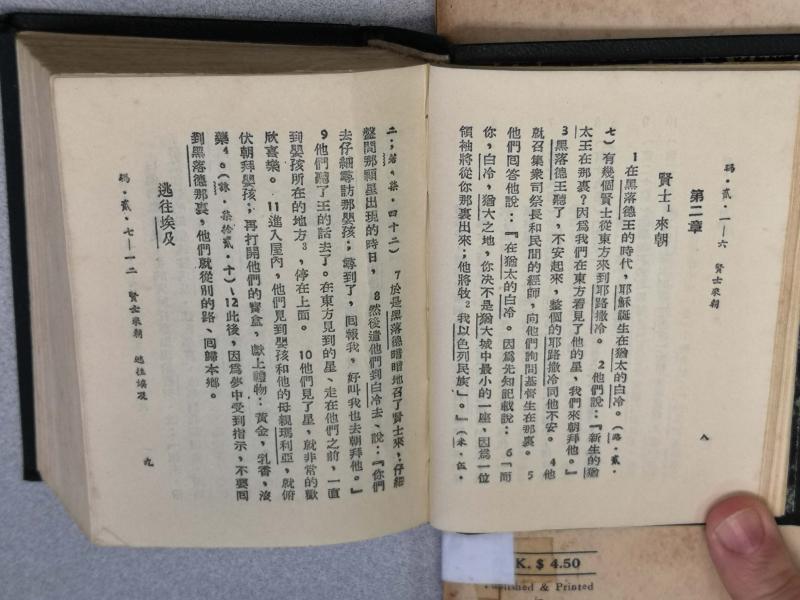 瑪・貳・1—六　賢士來朝
八
第二章
賢士¹來朝
1在黑落德王的時代，耶穌誕生在猶太的白冷。（路・貳・
七）有幾個賢士從東方來到耶路撒冷。2他們說：『新生的猶
太王在那裏？因爲我們在東方看見了他的星，我們來朝拜他。』
3黑落德王聽了，不安起來，整個的耶路撒冷同他不安。4他
就召集衆司祭長和民間的經師，向他們詢問基督生在那裏。5
他們囘答他說：『在猶太的白冷。因爲先知記載說：6「而
你，白冷，猶大之地，你決不是猶大城中最小的一座，因爲一位
領袖將從你那裏出來；他將牧²我以色列民族」。』（米・伍・
二；若・柒・四十二）7於是黑落德暗暗地召了賢士來，仔細
盤問那顆星出現的時日，8然後遣他們到白冷去、說：『你們
去仔細尋訪那嬰孩；尋到了，囘報我，好叫我也去朝拜他。』
9他們聽了王的話去了。在東方見到的星、走在他們之前，一直
到嬰孩所在的地方³，停在上面。10他們見了星，就非常的歡
欣喜樂。11進入屋內，他們見到嬰孩和他的母親瑪利亞，就俯
伏朝拜嬰孩；再打開他們的寶盒，獻上禮物：黃金，乳香，沒
藥⁴。（詠・柒拾貳・十）12此後，因爲夢中受到指示，不要囘
到黑落德那裏，他們就從別的路、囘歸本鄉。
逃往埃及
瑪・貳・七—一二　賢士來朝　逃往埃及
九
K. $ 4.50
Published & Printed